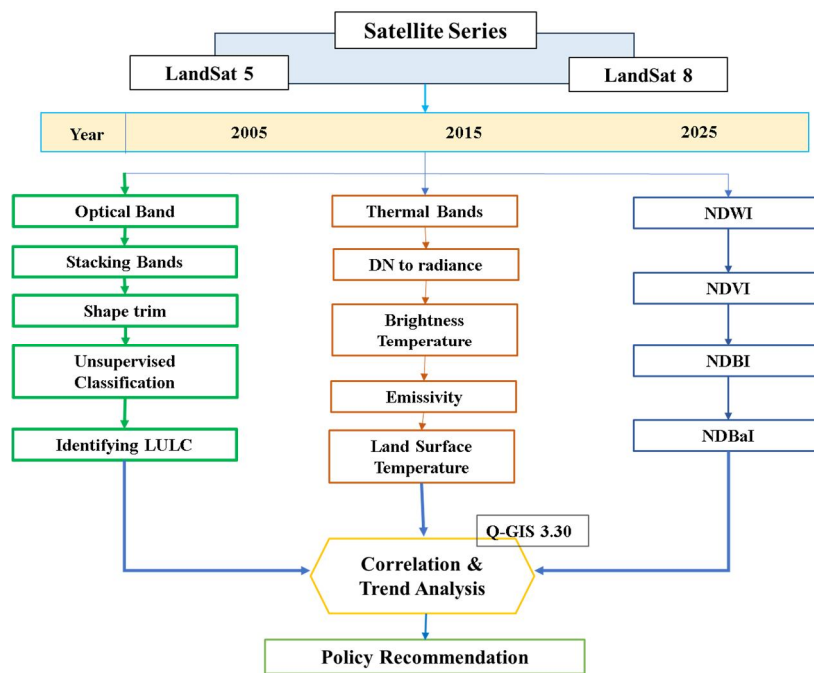 Satellite Series
LandSat 5
LandSat 8
Year 2005 2015 2025
Optical Band
Stacking Bands
Shape trim
Unsupervised
Classification
Identifying LULC
Thermal Bands
DN to radiance
Brightness
Temperature
Emissivity
Land Surface
Temperature
NDWI
NDVI
NDBI
NDBaI
Q-GIS 3.30
Correlation &
Trend Analysis
Policy Recommendation